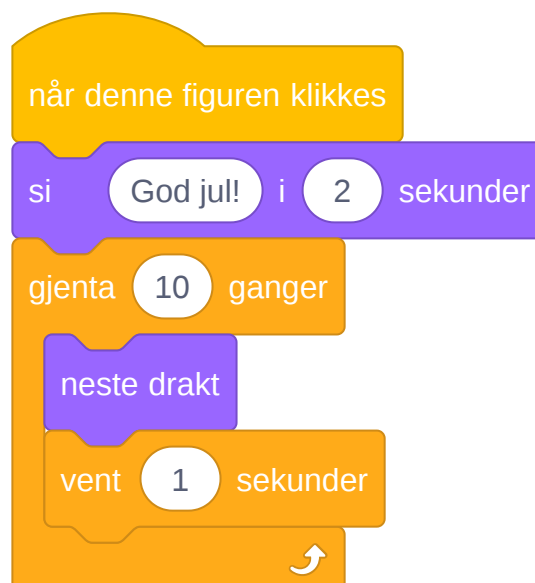 når denne figuren klikkes
si God jul! i 2 sekunder
gjenta 10 ganger
neste drakt
vent 1 sekunder